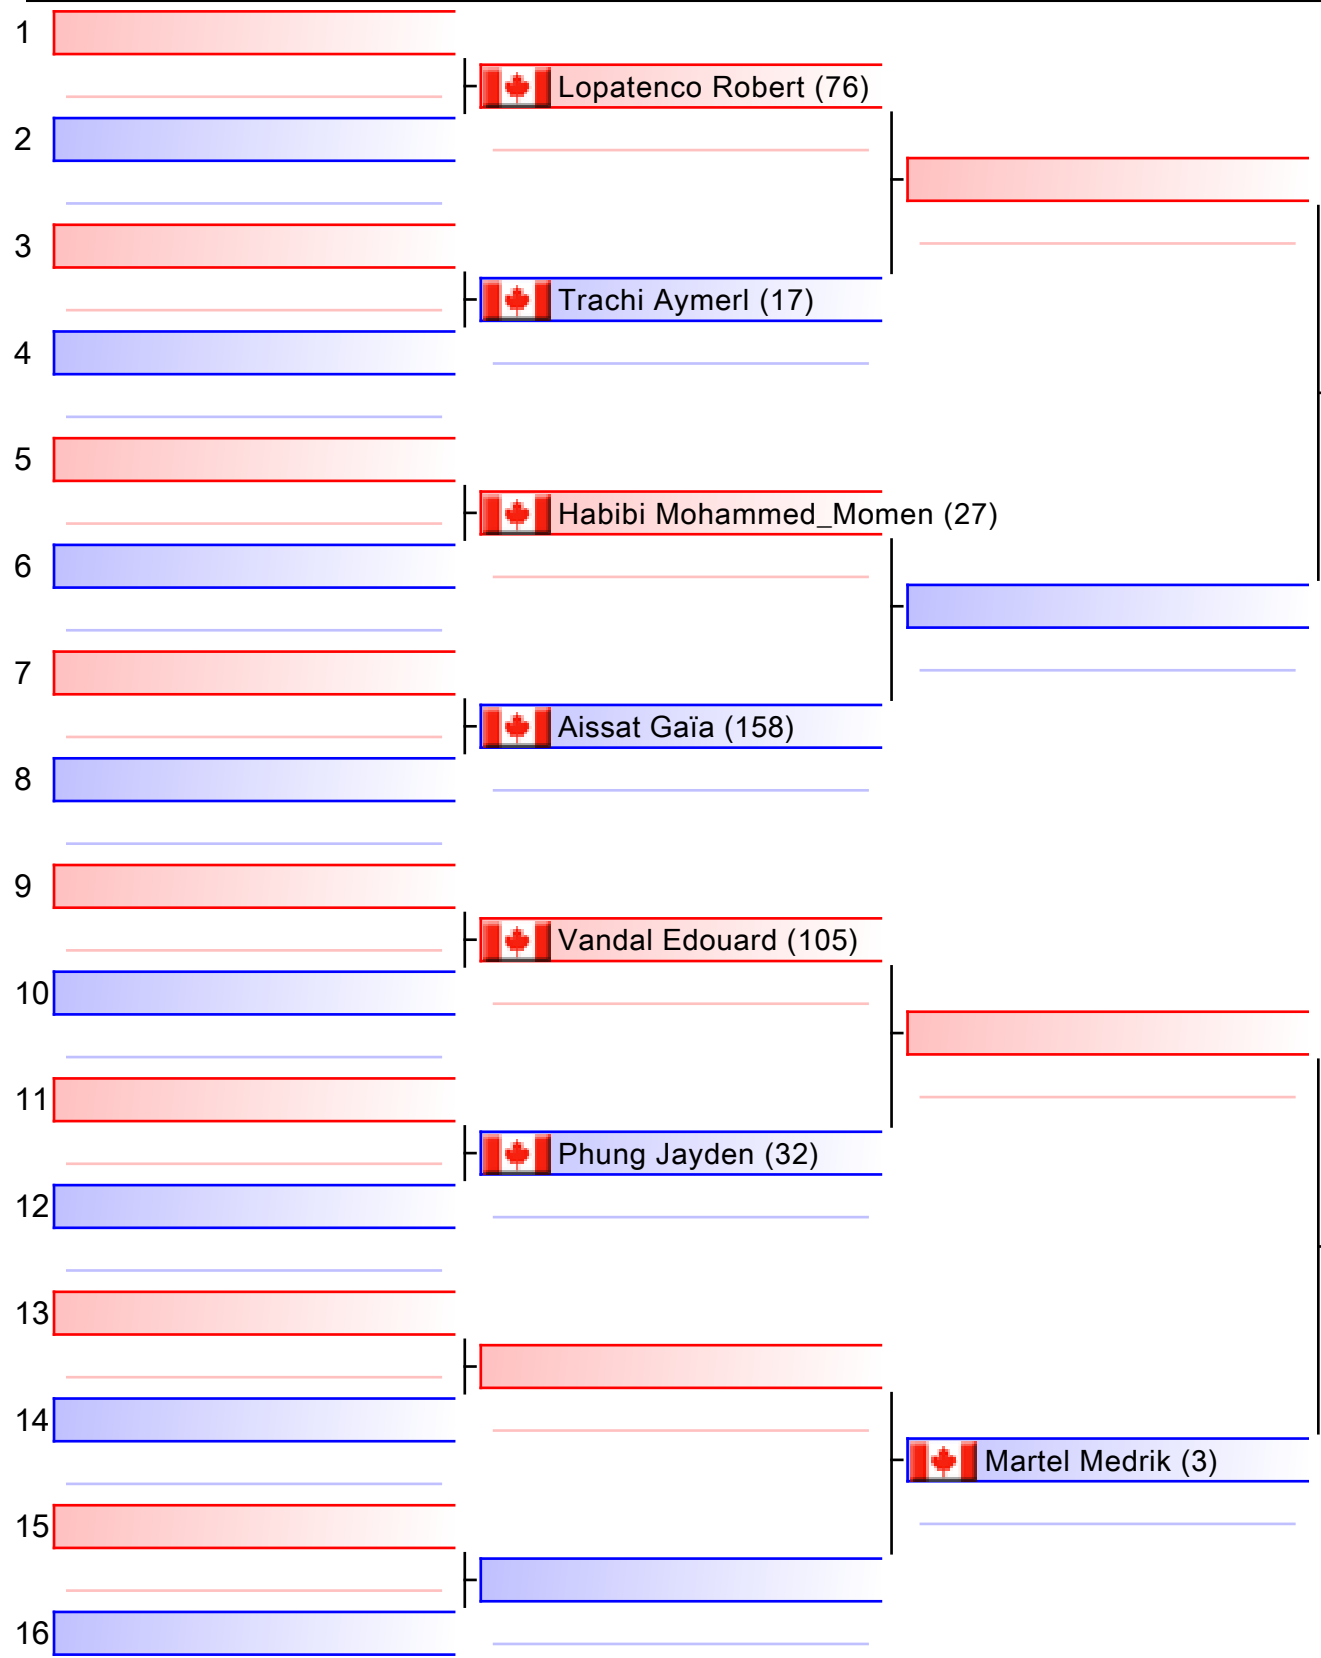 1
Lopatenco Robert (76)
2
3
Trachi Aymerl (17)
4
5
Habibi Mohammed_Momen (27)
6
7
Aissat Gaïa (158)
8
9
Vandal Edouard (105)
10
11
Phung Jayden (32)
12
13
14
Martel Medrik (3)
15
16